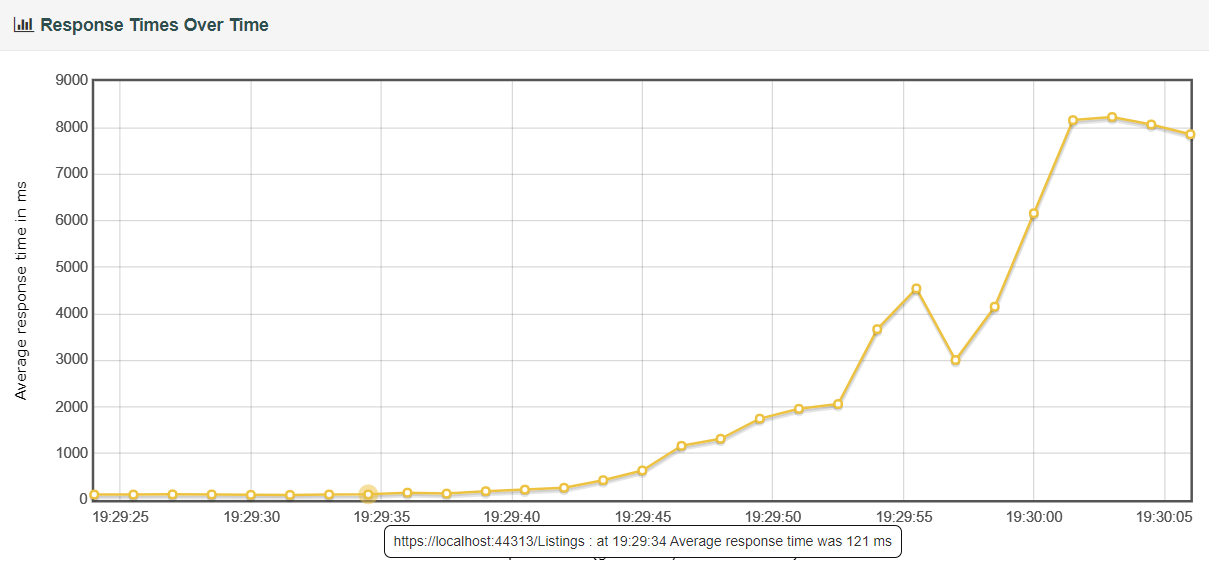 Response Times Over Time
9000
8000
7000
6000
5000
4000
3000
2000
1000
0
Average response time in ms
19:29:25 19:29:30 19:29:35 19:29:40 19:29:45 19:29:50 19:29:55 19:30:00 19:30:05
https://localhost:44313/Listings : at 19:29:34 Average response time was 121 ms